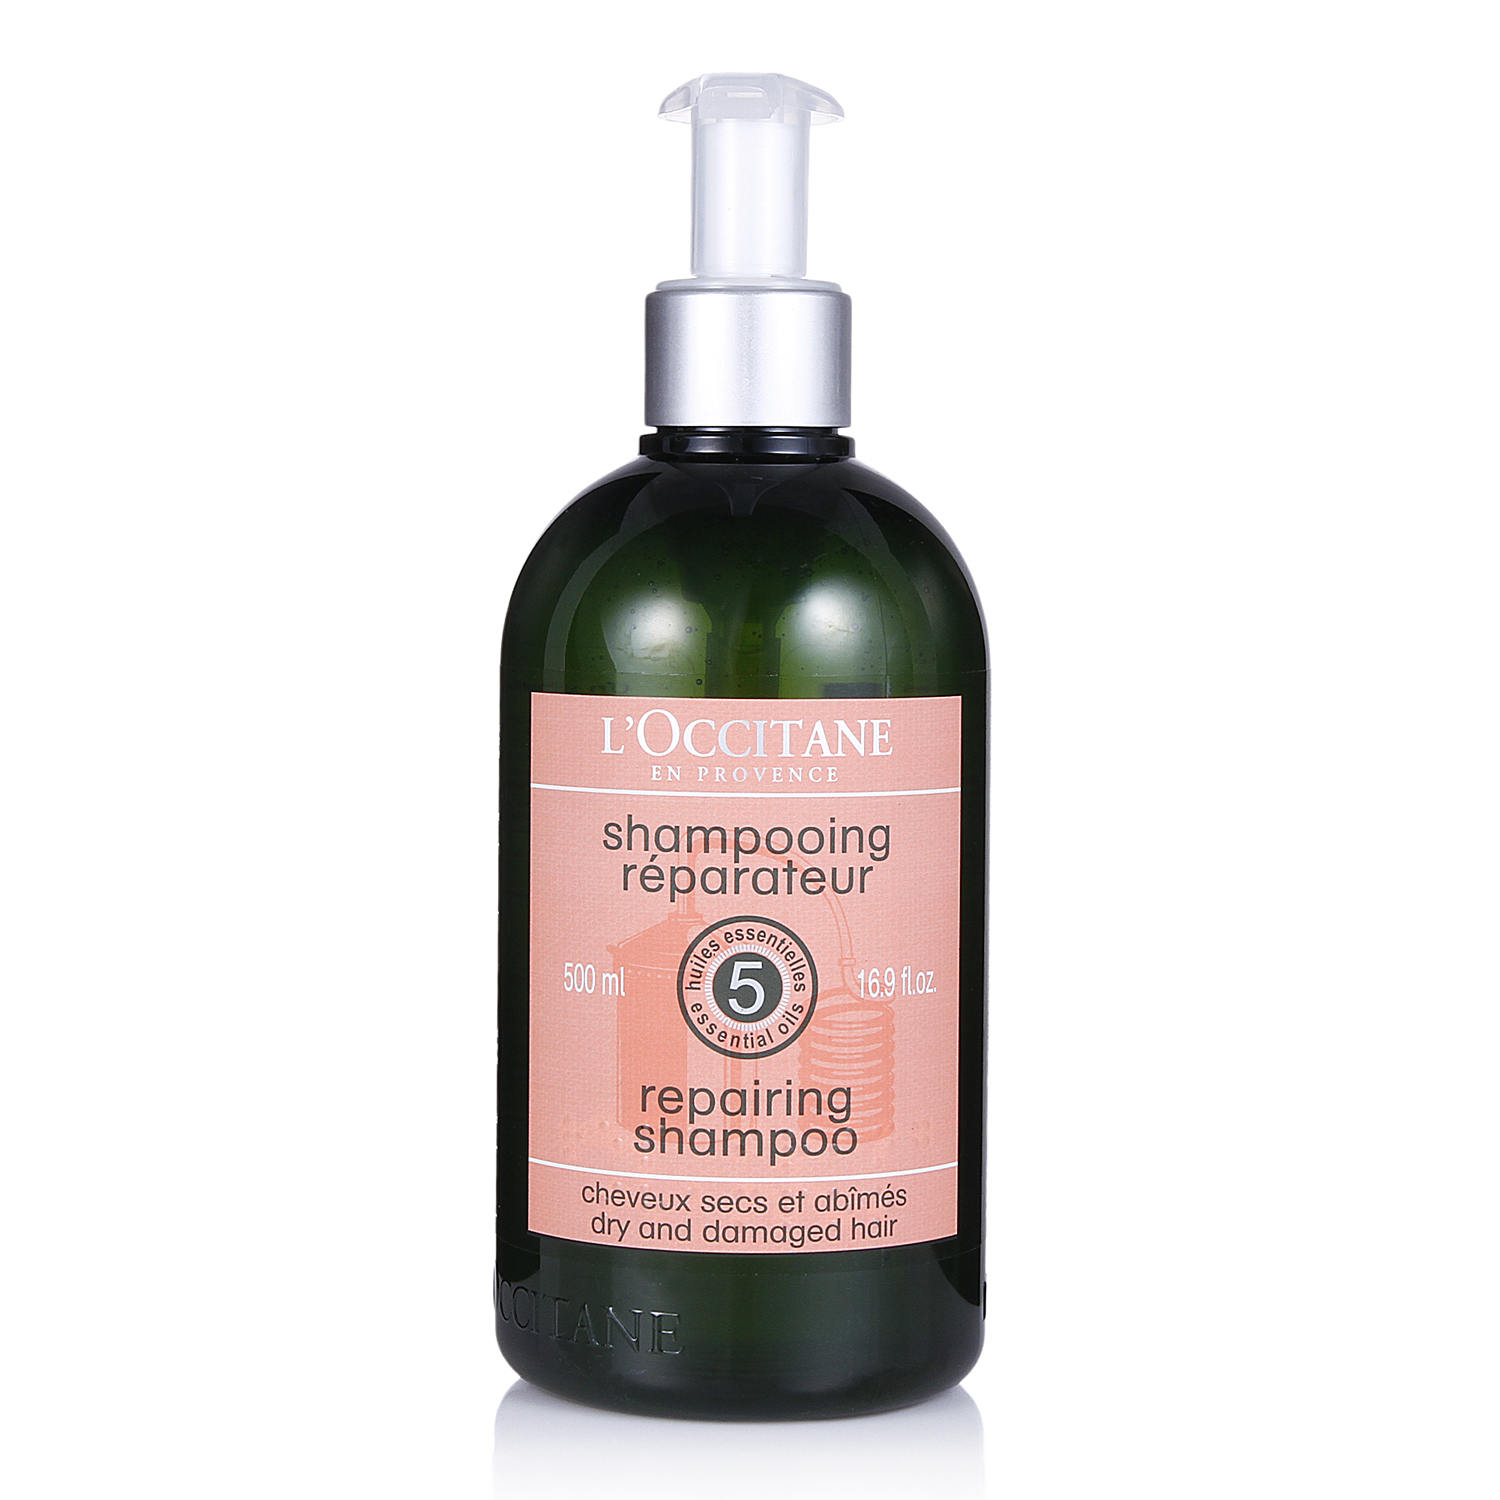 L'OCCITANE
EN PROVENCE
shampooing
réparateur
500 ml
huiles essentielles
5
essential oils
16.9 fl.oz.
repairing
shampoo
cheveux secs et abîmés
dry and damaged hair
OCCITANE